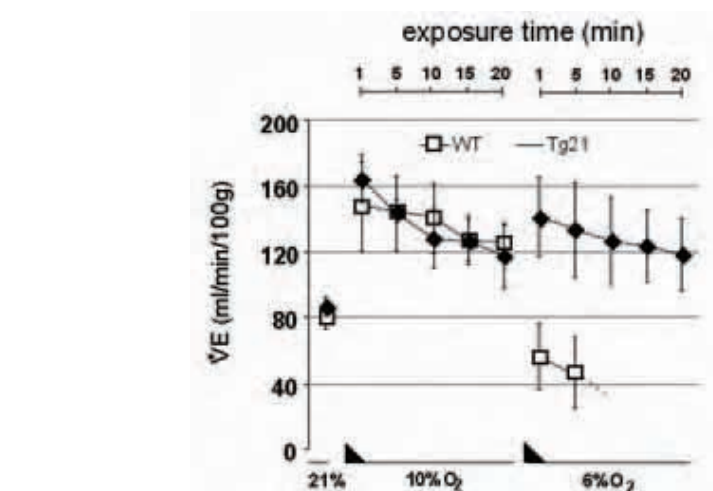 exposure time (min)
1 5 10 15 20 1 5 10 15 20
200
WT Tg21
160
120
80
40
0
V̇E (ml/min/100g)
21% 10%O₂ 6%O₂